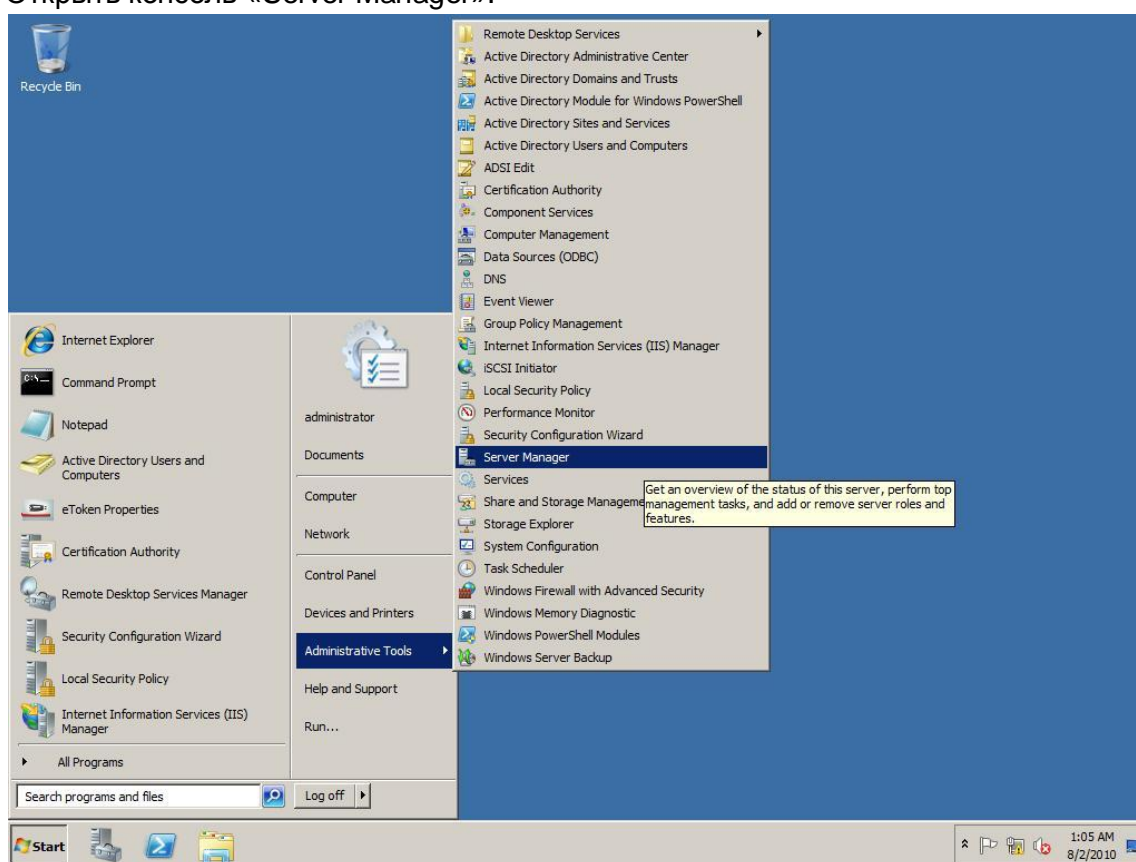 Открыть консоль «Server Manager».
Recycle Bin
Remote Desktop Services
Active Directory Administrative Center
Active Directory Domains and Trusts
Active Directory Module for Windows PowerShell
Active Directory Sites and Services
Active Directory Users and Computers
ADSI Edit
Certification Authority
Component Services
Computer Management
Data Sources (ODBC)
DNS
Event Viewer
Group Policy Management
Internet Information Services (IIS) Manager
iSCSI Initiator
Local Security Policy
Performance Monitor
Security Configuration Wizard
Server Manager
Services
Share and Storage Manageme
Storage Explorer
System Configuration
Task Scheduler
Windows Firewall with Advanced Security
Windows Memory Diagnostic
Windows PowerShell Modules
Windows Server Backup
Get an overview of the status of this server, perform top
management tasks, and add or remove server roles and
features.
Internet Explorer
C:\
Command Prompt
Notepad
Active Directory Users and
Computers
eToken Properties
Certification Authority
Remote Desktop Services Manager
Security Configuration Wizard
Local Security Policy
Internet Information Services (IIS)
Manager
All Programs
Search programs and files
administrator
Documents
Computer
Network
Control Panel
Devices and Printers
Administrative Tools
Help and Support
Run...
Log off
Start
1:05 AM
8/2/2010